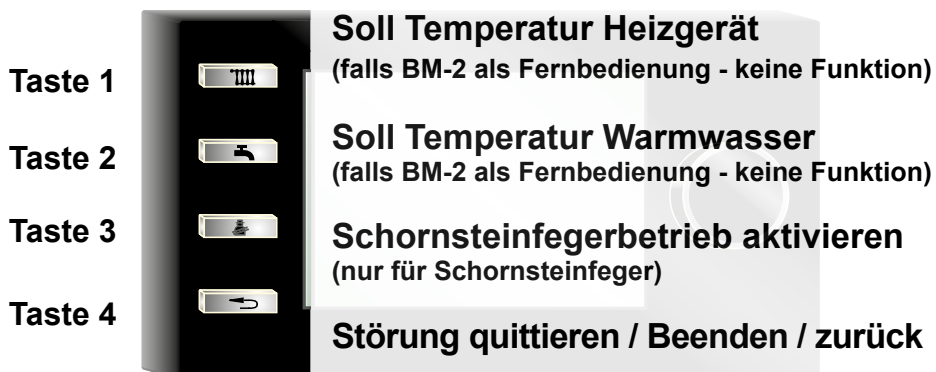 Soll Temperatur Heizgerät
Taste 1
(falls BM-2 als Fernbedienung - keine Funktion)
Soll Temperatur Warmwasser
Taste 2
(falls BM-2 als Fernbedienung - keine Funktion)
Taste 3
Schornsteinfegerbetrieb aktivieren
(nur für Schornsteinfeger)
Taste 4
Störung quittieren / Beenden / zurück